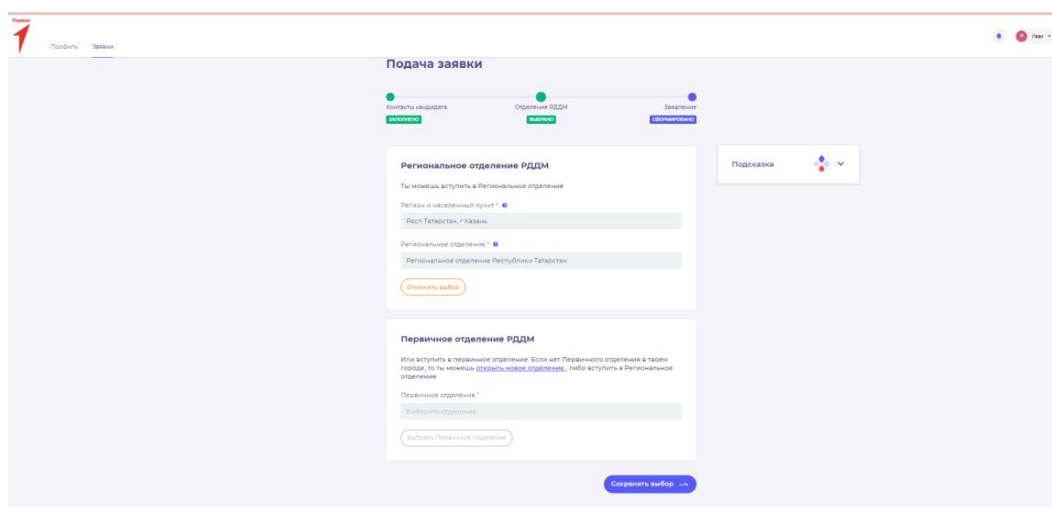 Первые
Профиль Заявки
Иван
Подача заявки
Контакты кандидата Отделение РДДМ Заявление
ЗАПОЛНЕНО ВЫБРАНО СФОРМИРОВАНО
Региональное отделение РДДМ
Ты можешь вступить в Региональное отделение
Регион и населенный пункт *
Респ Татарстан, г Казань
Региональное отделение *
Региональное отделение Республики Татарстан
Отменить выбор
Подсказка
Первичное отделение РДДМ
Или вступить в первичное отделение. Если нет Первичного отделения в твоем
городе, то ты можешь открыть новое отделение , либо вступить в Региональное
отделение
Первичное отделение *
Выберите отделение
Выбрать Первичное отделение
Сохранить выбор